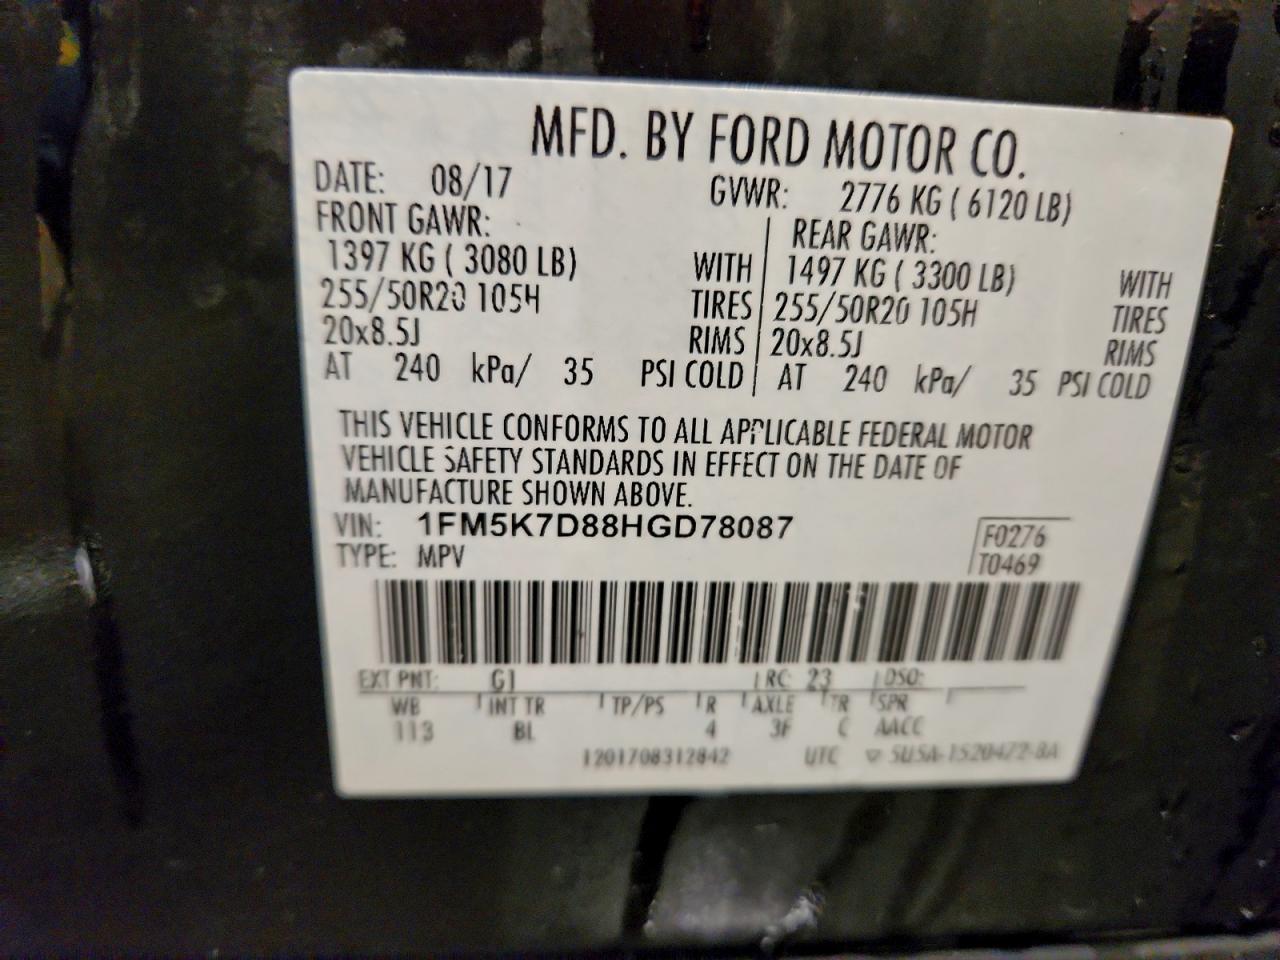 MFD. BY FORD MOTOR CO.
DATE: 08/17 GVWR: 2776 KG ( 6120 LB)
FRONT GAWR: REAR GAWR:
1397 KG ( 3080 LB) WITH 1497 KG ( 3300 LB) WITH
255/50R20 105H TIRES 255/50R20 105H TIRES
20x8.5J RIMS 20x8.5J RIMS
AT 240 kPa/ 35 PSI COLD AT 240 kPa/ 35 PSI COLD
THIS VEHICLE CONFORMS TO ALL APPLICABLE FEDERAL MOTOR
VEHICLE SAFETY STANDARDS IN EFFECT ON THE DATE OF
MANUFACTURE SHOWN ABOVE.
VIN: 1FM5K7D88HGD78087
TYPE: MPV
F0276
T0469
EXT PNT: G1 RC: 23 DSO:
WB INT TR TP/PS R AXLE TR SPR
113 BL 4 3F C AACC
1201708312842 UTC ▽ 5U5A-1520472-BA